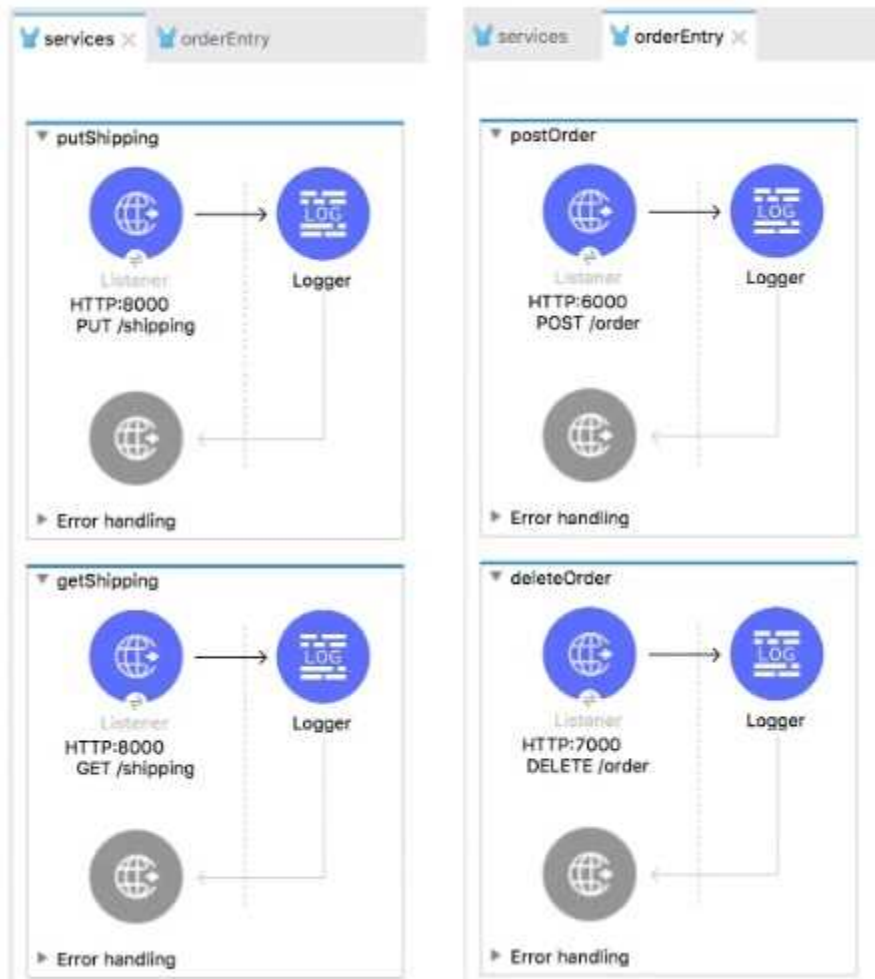 services
orderEntry
putShipping
LOG
Listener
Logger
HTTP:8000
PUT /shipping
Error handling
getShipping
LOG
Listener
Logger
HTTP:8000
GET /shipping
Error handling
services
orderEntry
postOrder
LOG
Listener
Logger
HTTP:6000
POST /order
Error handling
deleteOrder
LOG
Listener
Logger
HTTP:7000
DELETE /order
Error handling